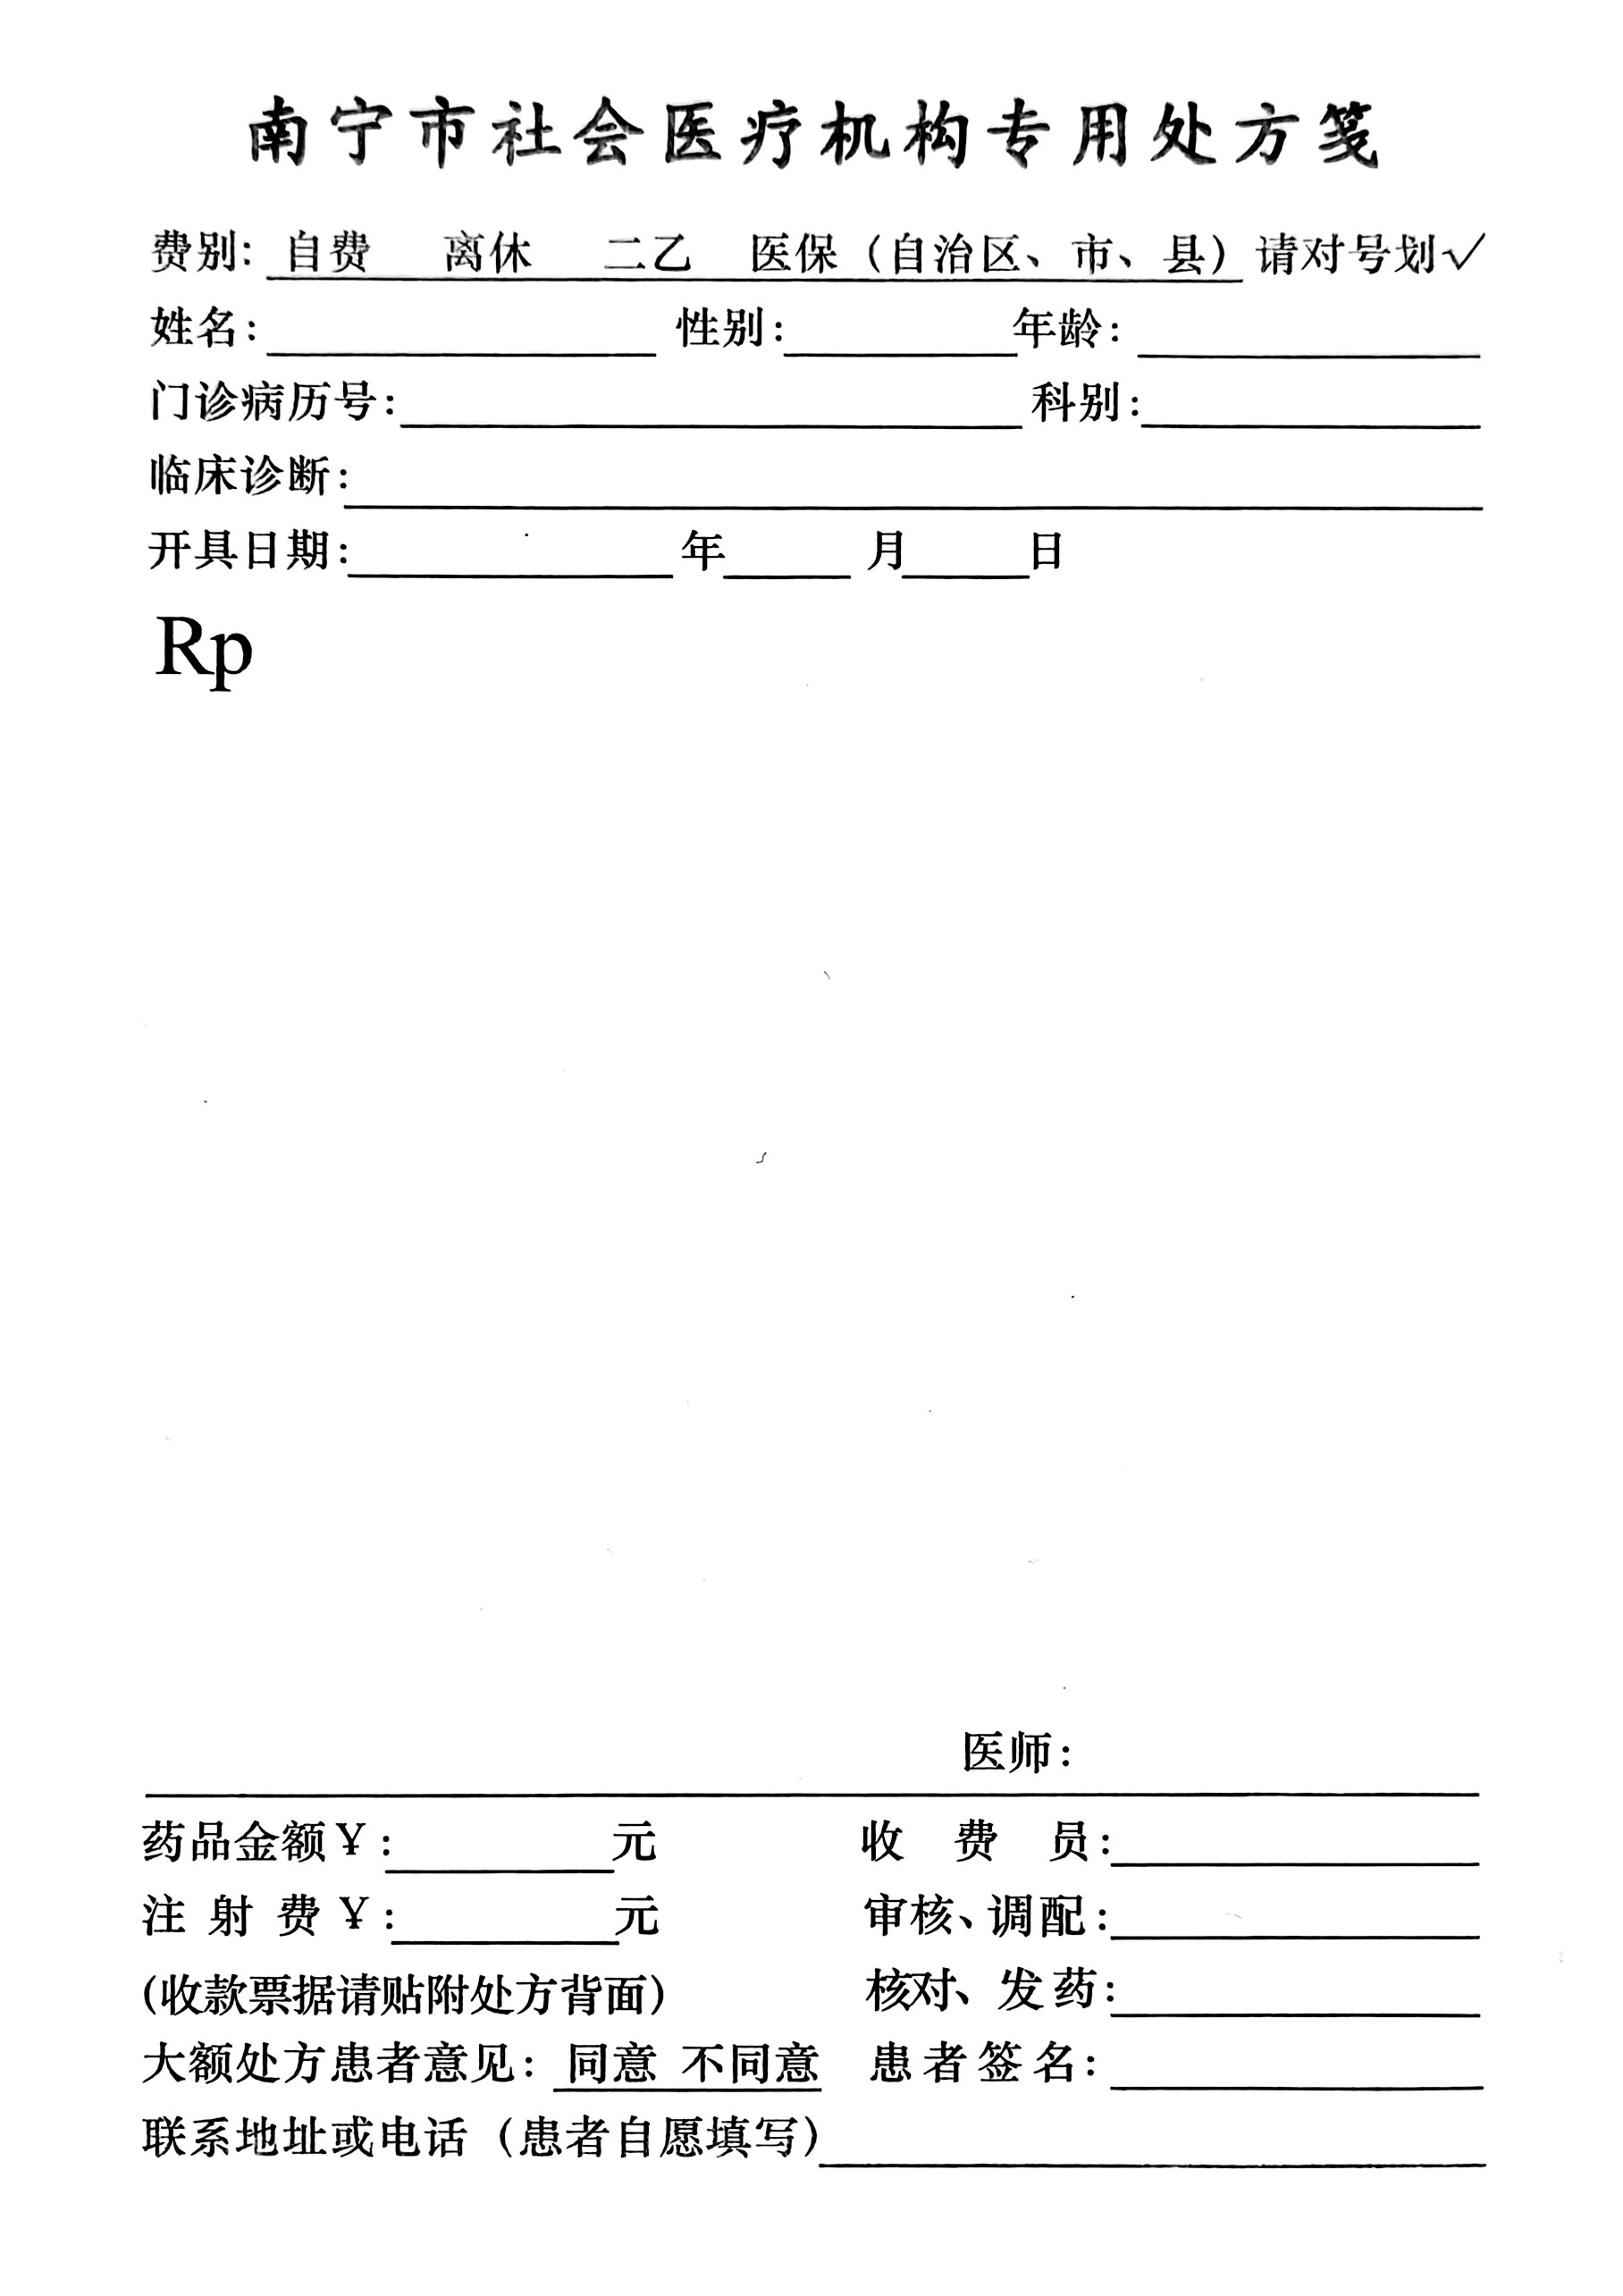 南宁市社会医疗机构专用处方笺
费别: 自费 离休 二乙 医保（自治区、市、县）请对号划√
姓名: 性别: 年龄:
门诊病历号: 科别:
临床诊断:
开具日期: 年 月 日
Rp
医师:
药品金额￥: 元 收 费 员:
注 射 费 ￥: 元 审核、调配:
(收款票据请贴附处方背面) 核对、发药:
大额处方患者意见: 同意 不同意 患者签名:
联系地址或电话（患者自愿填写）